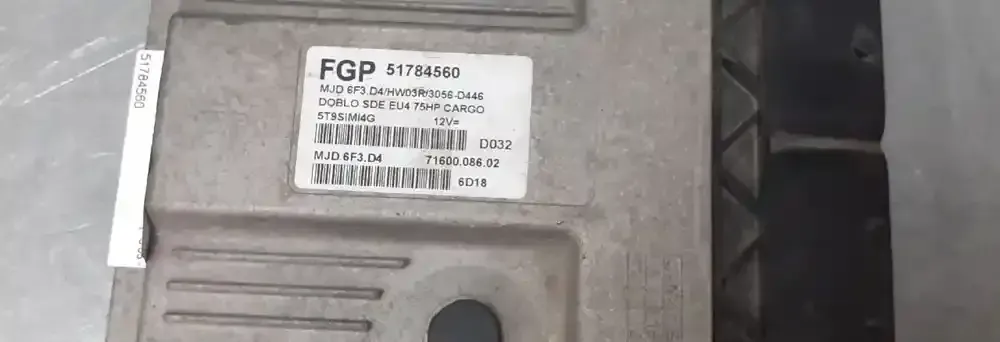 51784560
FGP 51784560
MJD 6F3.D4/HW03R/3056-D446
DOBLO SDE EU4 75HP CARGO
5T9SIMI4G 12V=
D032
MJD 6F3.D4 71600.086.02
6D18